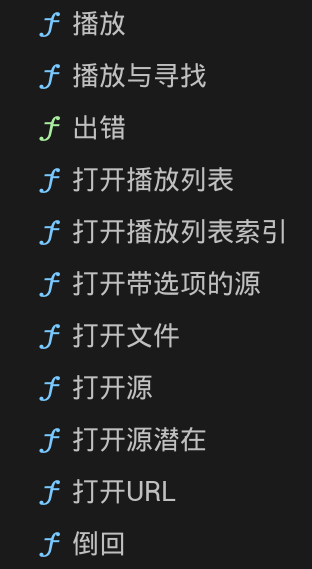 播放
播放与寻找
出错
打开播放列表
打开播放列表索引
打开带选项的源
打开文件
打开源
打开源潜在
打开URL
倒回